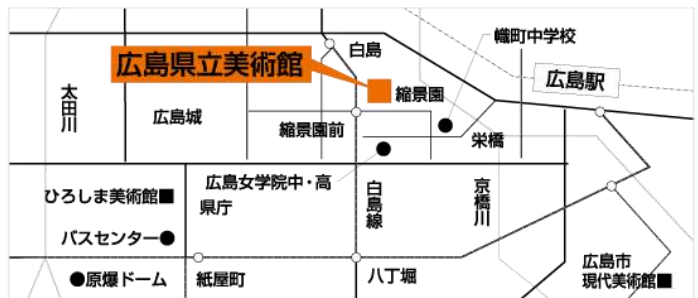 白島
幟町中学校
広島県立美術館
広島駅
太田川
広島城
縮景園
縮景園前
栄橋
広島女学院中・高
県庁
ひろしま美術館
白島線
京橋川
バスセンター
原爆ドーム
紙屋町
八丁堀
広島市
現代美術館